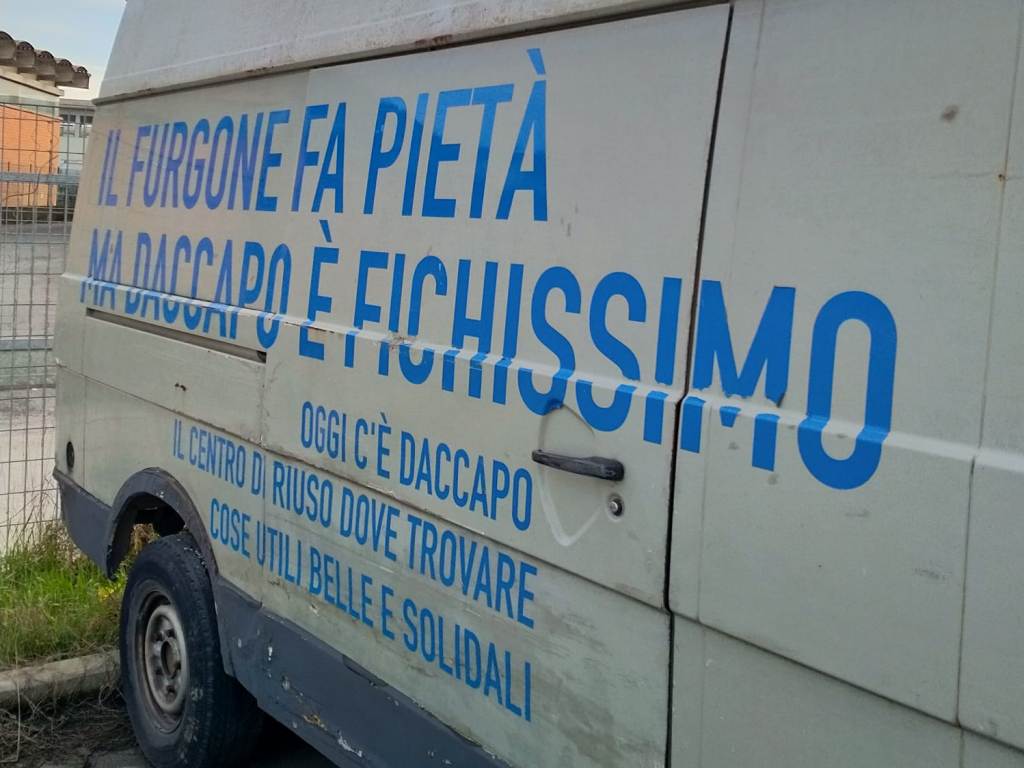 IL FURGONE FA PIETÀ
MA DACCAPO È FICHISSIMO
OGGI C'È DACCAPO
IL CENTRO DI RIUSO DOVE TROVARE
COSE UTILI BELLE E SOLIDALI